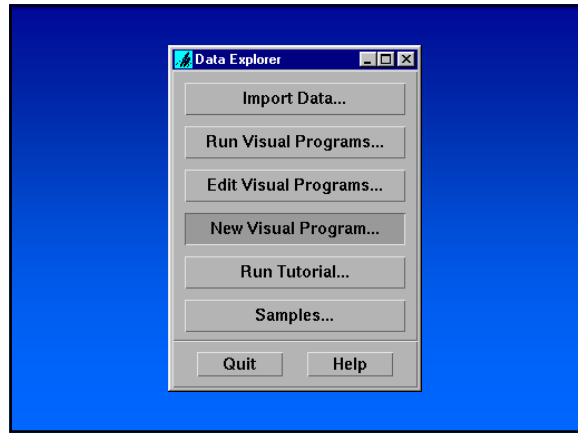 Data Explorer
Import Data...
Run Visual Programs...
Edit Visual Programs...
New Visual Program...
Run Tutorial...
Samples...
Quit Help